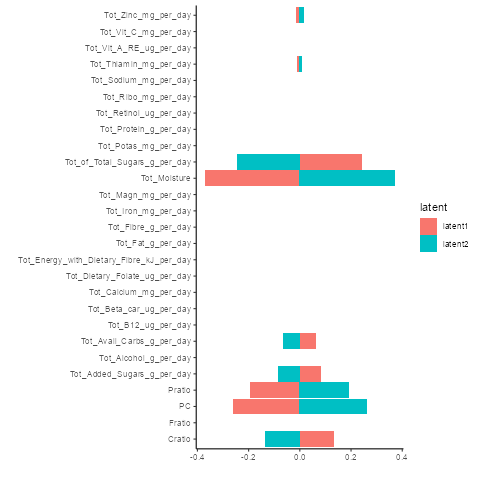 Tot_Zinc_mg_per_day
Tot_Vit_C_mg_per_day
Tot_Vit_A_RE_ug_per_day
Tot_Thiamin_mg_per_day
Tot_Sodium_mg_per_day
Tot_Ribo_mg_per_day
Tot_Retinol_ug_per_day
Tot_Protein_g_per_day
Tot_Potas_mg_per_day
Tot_of_Total_Sugars_g_per_day
Tot_Moisture
Tot_Magn_mg_per_day
Tot_Iron_mg_per_day
Tot_Fibre_g_per_day
Tot_Fat_g_per_day
Tot_Energy_with_Dietary_Fibre_kJ_per_day
Tot_Dietary_Folate_ug_per_day
Tot_Calcium_mg_per_day
Tot_Beta_car_ug_per_day
Tot_B12_ug_per_day
Tot_Avail_Carbs_g_per_day
Tot_Alcohol_g_per_day
Tot_Added_Sugars_g_per_day
Pratio
PC
Fratio
Cratio
-0.4 -0.2 0.0 0.2 0.4
latent
latent1
latent2